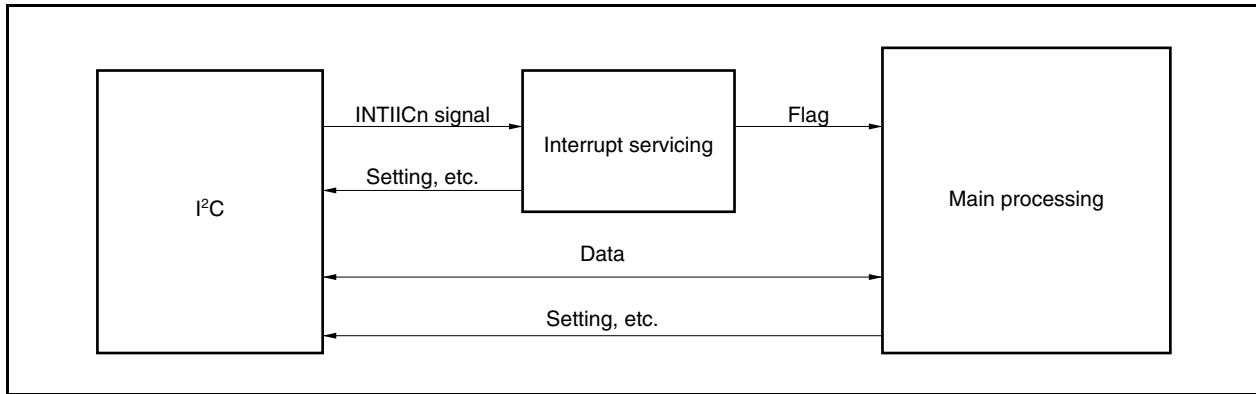 INTIICn signal
Flag
Interrupt servicing
Setting, etc.
I²C
Main processing
Data
Setting, etc.